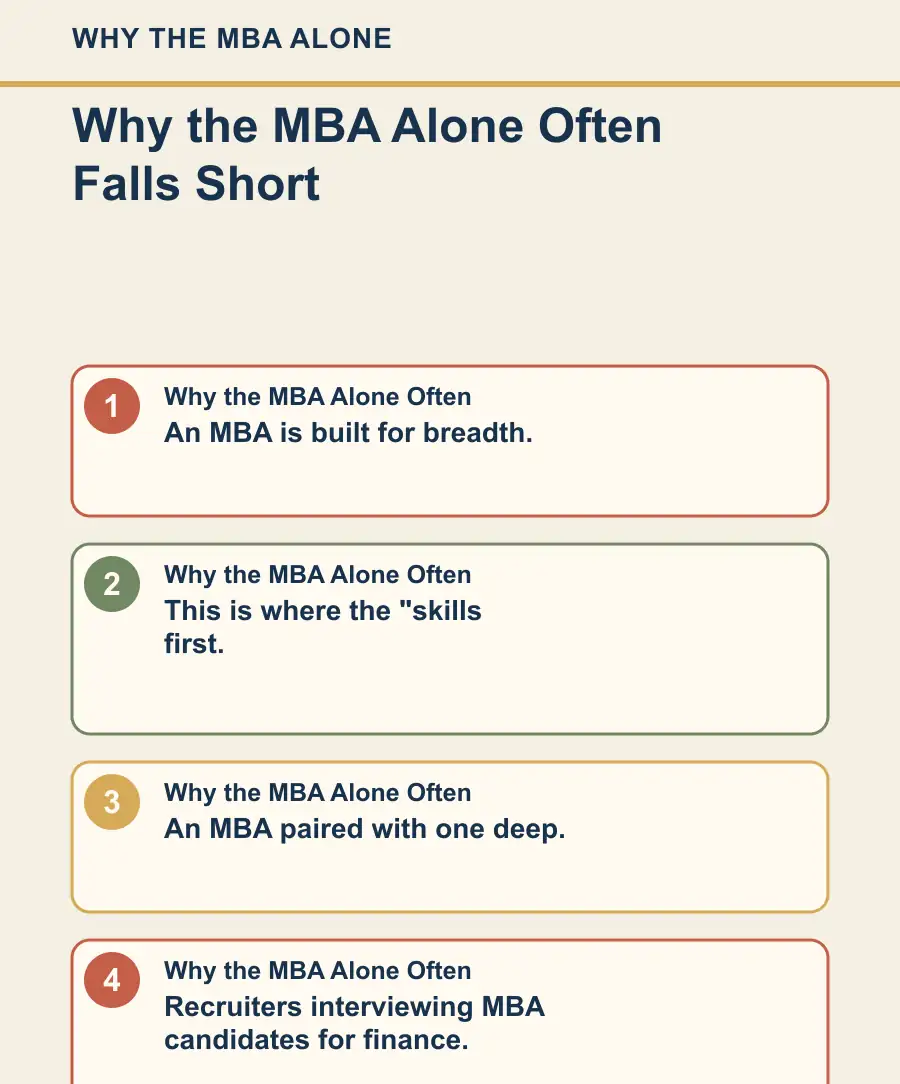 WHY THE MBA ALONE
Why the MBA Alone Often
Falls Short
1
Why the MBA Alone Often
An MBA is built for breadth.
2
Why the MBA Alone Often
This is where the "skills
first.
3
Why the MBA Alone Often
An MBA paired with one deep.
4
Why the MBA Alone Often
Recruiters interviewing MBA
candidates for finance.